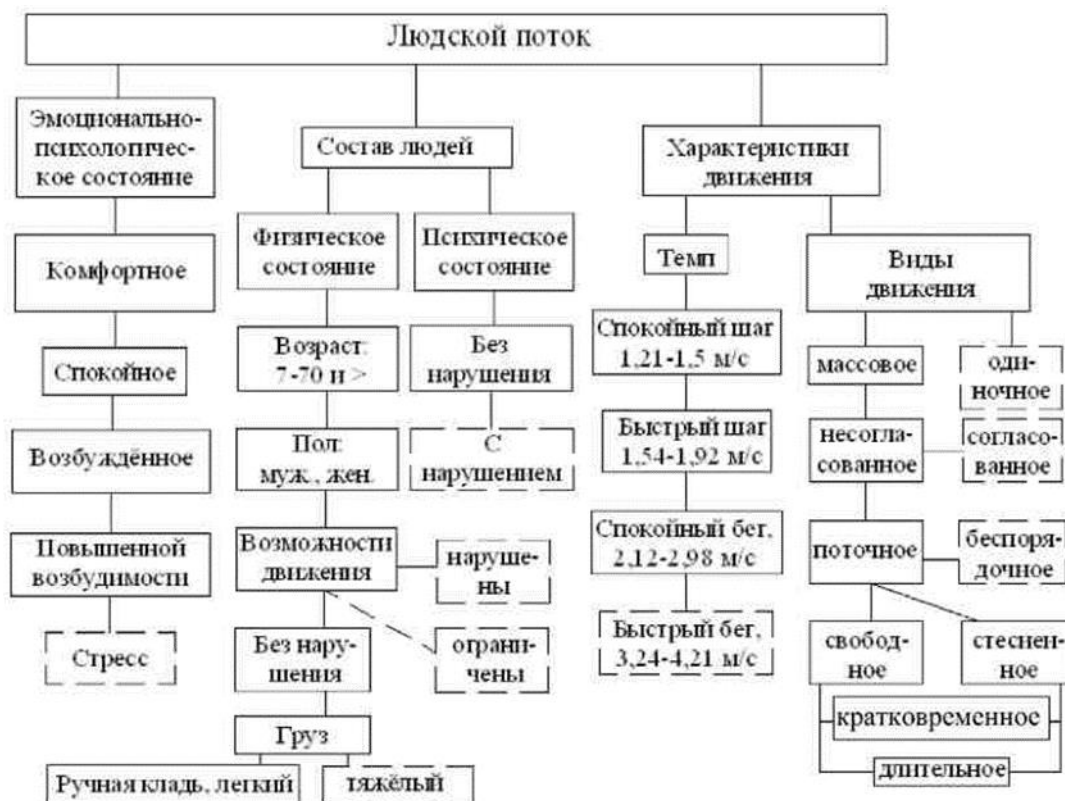 Людской поток
Эмоционально-
психологичес-
кое состояние
Состав людей
Характеристики
движения
Комфортное
Физическое
состояние
Психическое
состояние
Темп
Виды
движения
Спокойное
Возраст:
7-70 и >
Без
нарушения
Спокойный шаг
1,21-1,5 м/с
массовое
оди-
ночное
Возбуждённое
Пол:
муж., жен.
С
нарушением
Быстрый шаг
1,54-1,92 м/с
несогла-
сованное
согласо-
ванное
Повышенной
возбудимости
Возможности
движения
наруше-
ны
Спокойный бег,
2,12-2,98 м/с
поточное
беспоря-
дочное
Стресс
Без нару-
шения
ограни-
чены
Быстрый бег,
3,24-4,21 м/с
свобод-
ное
стеснен-
ное
Груз
кратковременное
Ручная кладь, легкий
тяжёлый
длительное